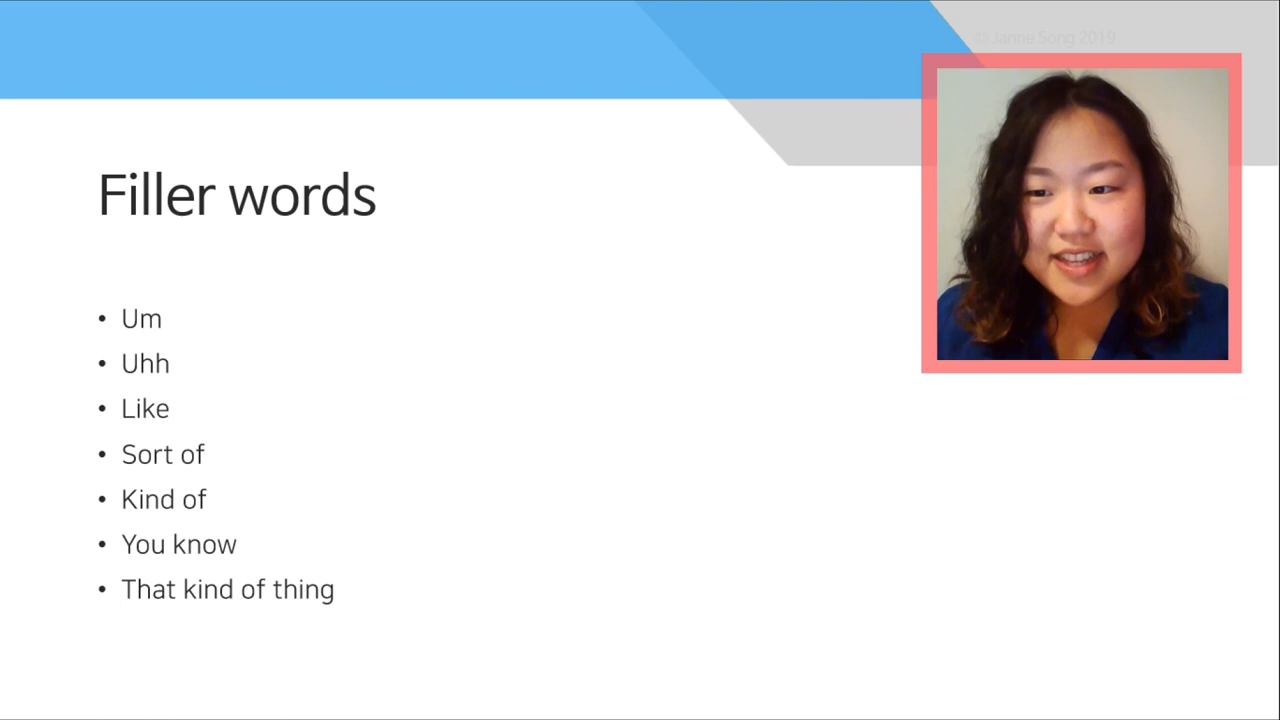 © Janne Song 2019
Filler words
• Um
• Uhh
• Like
• Sort of
• Kind of
• You know
• That kind of thing